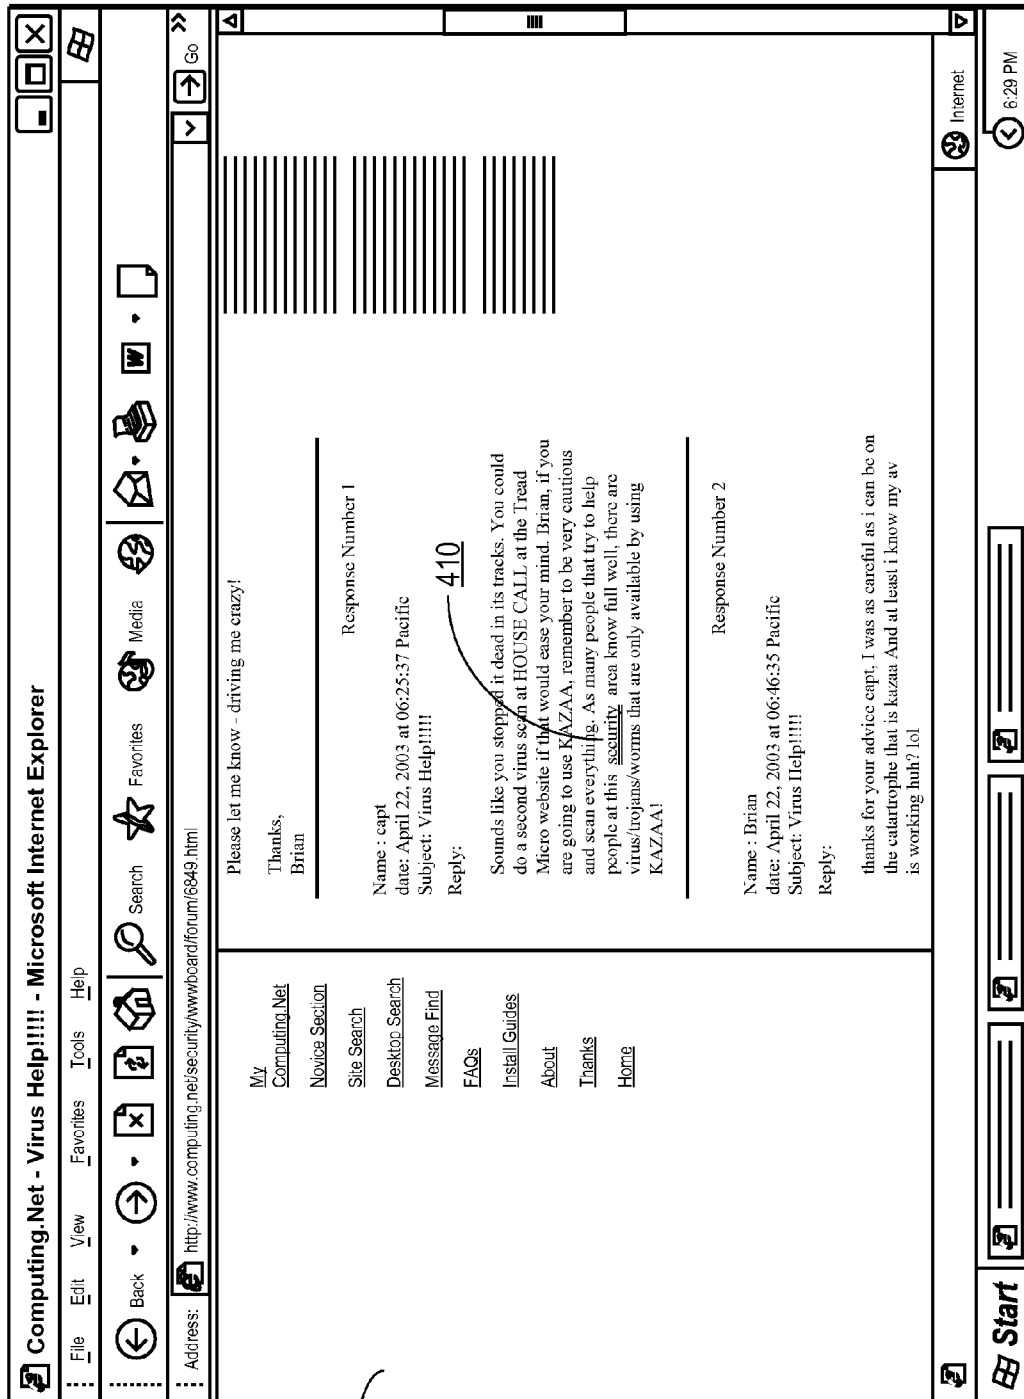 Computing.Net - Virus Help!!!!! - Microsoft Internet Explorer
File Edit View Favorites Tools Help
Back Search Favorites Media W
Address: http://www.computing.net/security/wwwboard/forum/6849.html Go
My
Computing.Net
Novice Section
Site Search
Desktop Search
Message Find
FAQs
Install Guides
About
Thanks
Home
Please let me know - driving me crazy!
Thanks,
Brian
Response Number 1
Name : capt
date: April 22, 2003 at 06:25:37 Pacific
Subject: Virus Help!!!!!
Reply:
410
Sounds like you stopped it dead in its tracks. You could
do a second virus scan at HOUSE CALL at the Tread
Micro website if that would ease your mind. Brian, if you
are going to use KAZAA, remember to be very cautious
and scan everything. As many people that try to help
people at this security area know full well, there are
virus/trojans/worms that are only available by using
KAZAA!
Response Number 2
Name : Brian
date: April 22, 2003 at 06:46:35 Pacific
Subject: Virus Help!!!!!
Reply:
thanks for your advice capt, I was as careful as i can be on
the catartrophe that is kazaa And at least i know my av
is working huh? lol
Internet
Start 6:29 PM